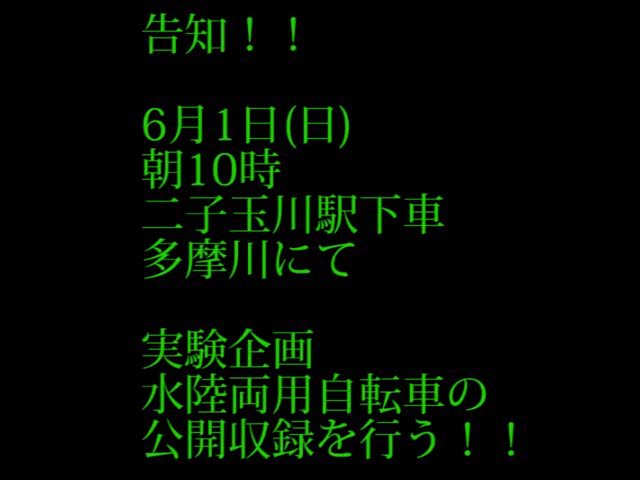 告知！！
6月1日(日)
朝10時
二子玉川駅下車
多摩川にて
実験企画
水陸両用自転車の
公開収録を行う！！